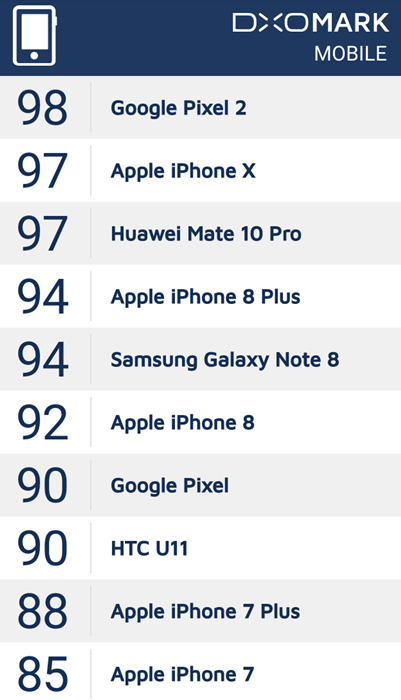 DXOMARK
MOBILE
98 Google Pixel 2
97 Apple iPhone X
97 Huawei Mate 10 Pro
94 Apple iPhone 8 Plus
94 Samsung Galaxy Note 8
92 Apple iPhone 8
90 Google Pixel
90 HTC U11
88 Apple iPhone 7 Plus
85 Apple iPhone 7